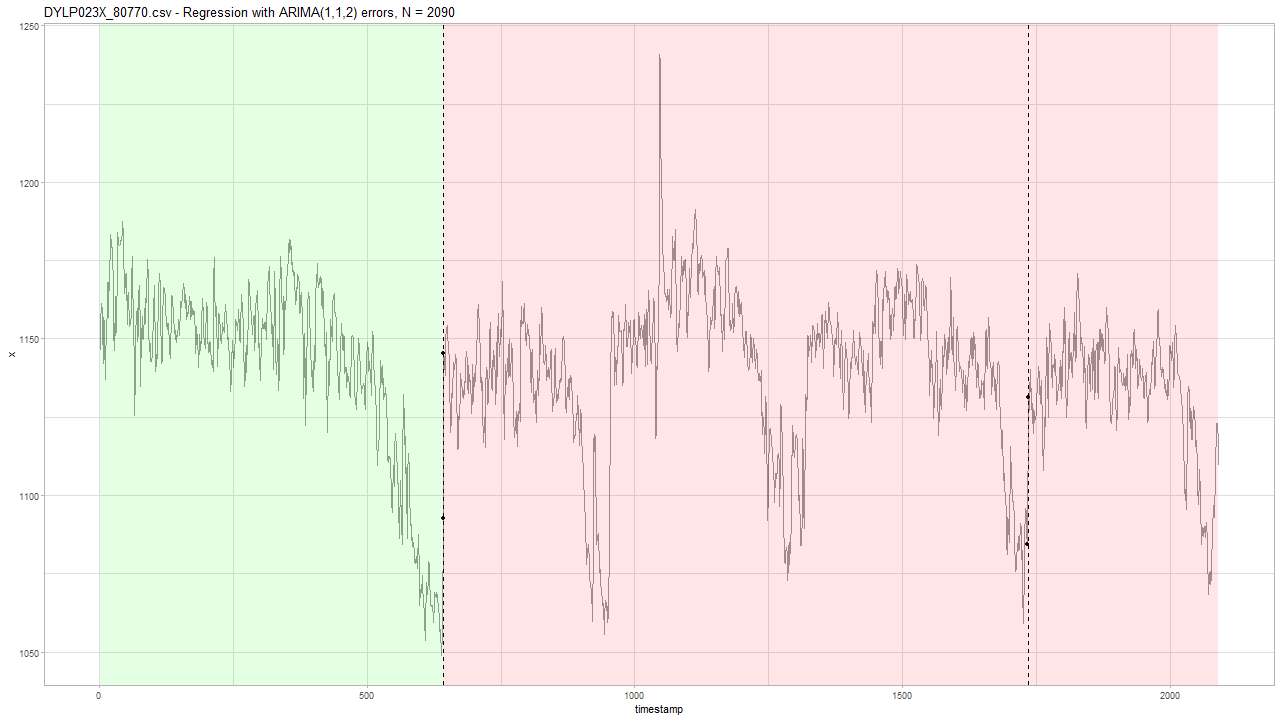 DYLP023X_80770.csv - Regression with ARIMA(1,1,2) errors, N = 2090
1250
1200
1150
1100
1050
x
0 500 1000 1500 2000
timestamp